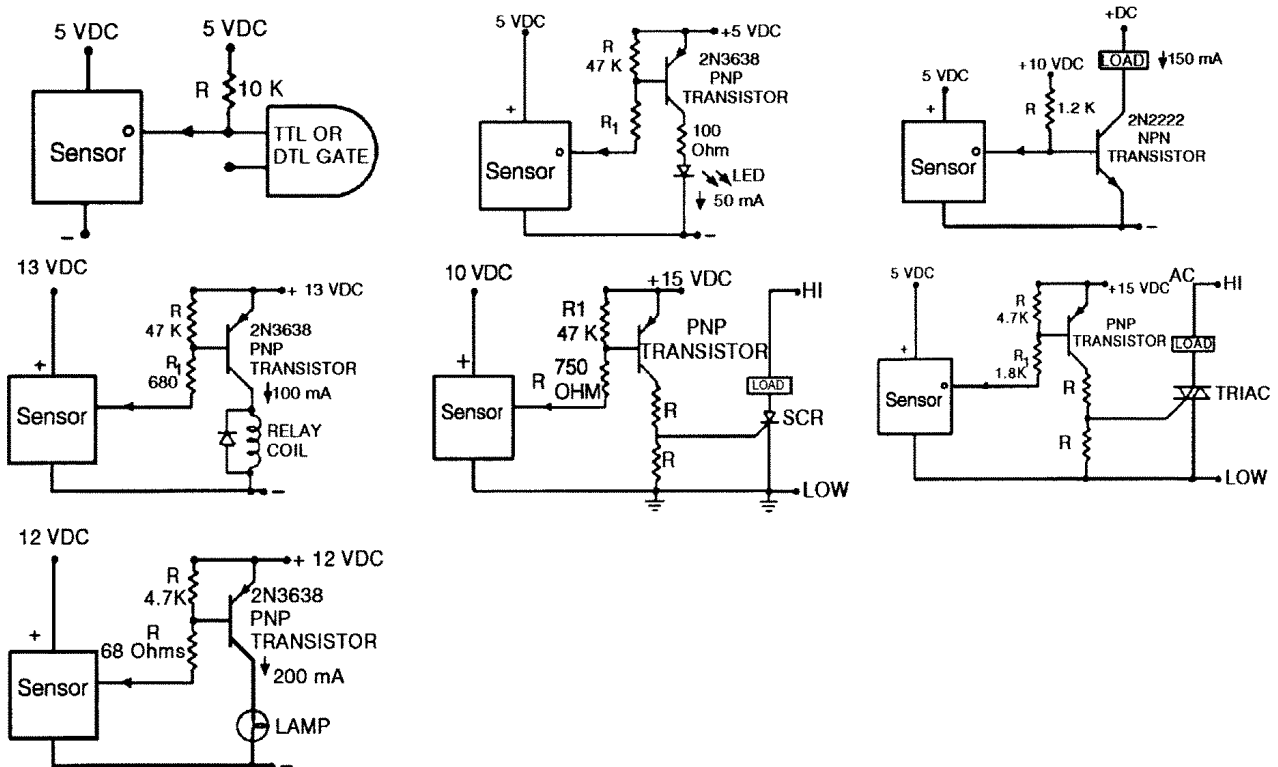 5 VDC
5 VDC
R
10 K
Sensor
TTL OR
DTL GATE
–
5 VDC
+5 VDC
R
47 K
2N3638
PNP
TRANSISTOR
+
R1
100
Ohm
Sensor
LED
50 mA
–
+DC
LOAD
150 mA
5 VDC
+10 VDC
R
1.2 K
+
2N2222
NPN
TRANSISTOR
Sensor
–
13 VDC
+ 13 VDC
R
47 K
2N3638
PNP
TRANSISTOR
+
R1
680
100 mA
Sensor
RELAY
COIL
–
10 VDC
+15 VDC
HI
R1
47 K
PNP
TRANSISTOR
+
R
750
OHM
LOAD
Sensor
R
SCR
R
LOW
5 VDC
+15 VDC
AC
HI
R
4.7K
PNP
TRANSISTOR
LOAD
+
R1
1.8K
Sensor
R
TRIAC
R
LOW
12 VDC
+ 12 VDC
R
4.7K
2N3638
PNP
TRANSISTOR
+
R
68 Ohms
200 mA
Sensor
LAMP
–